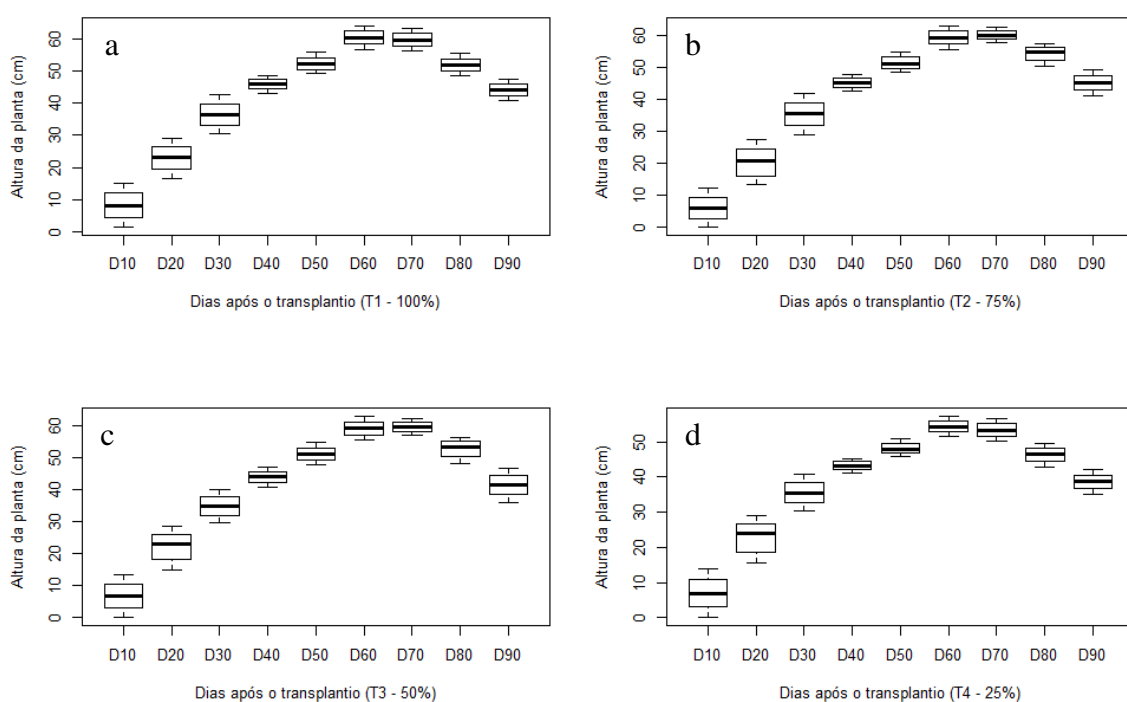 a
Altura da planta (cm)
0 10 20 30 40 50 60
D10 D20 D30 D40 D50 D60 D70 D80 D90
Dias após o transplantio (T1 - 100%)
b
Altura da planta (cm)
0 10 20 30 40 50 60
D10 D20 D30 D40 D50 D60 D70 D80 D90
Dias após o transplantio (T2 - 75%)
c
Altura da planta (cm)
0 10 20 30 40 50 60
D10 D20 D30 D40 D50 D60 D70 D80 D90
Dias após o transplantio (T3 - 50%)
d
Altura da planta (cm)
0 10 20 30 40 50
D10 D20 D30 D40 D50 D60 D70 D80 D90
Dias após o transplantio (T4 - 25%)